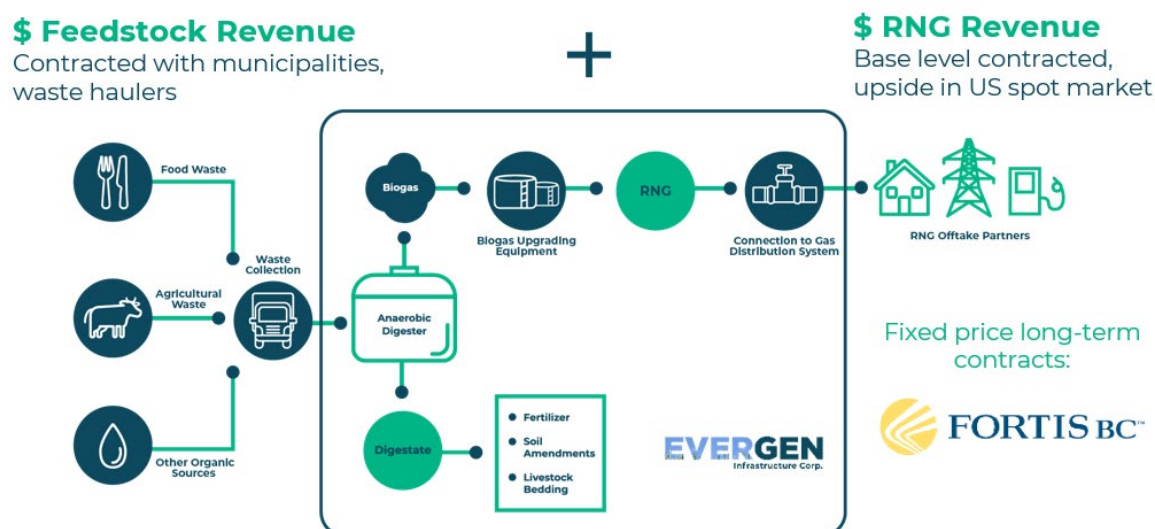 $ Feedstock Revenue
Contracted with municipalities,
waste haulers
+
$ RNG Revenue
Base level contracted,
upside in US spot market
Food Waste
Agricultural
Waste
Other Organic
Sources
Waste
Collection
Biogas
Anaerobic
Digester
Digestate
Biogas Upgrading
Equipment
RNG
Connection to Gas
Distribution System
RNG Offtake Partners
Fertilizer
Soil
Amendments
Livestock
Bedding
EVERGEN
Infrastructure Corp.
Fixed price long-term
contracts:
FORTIS BC™